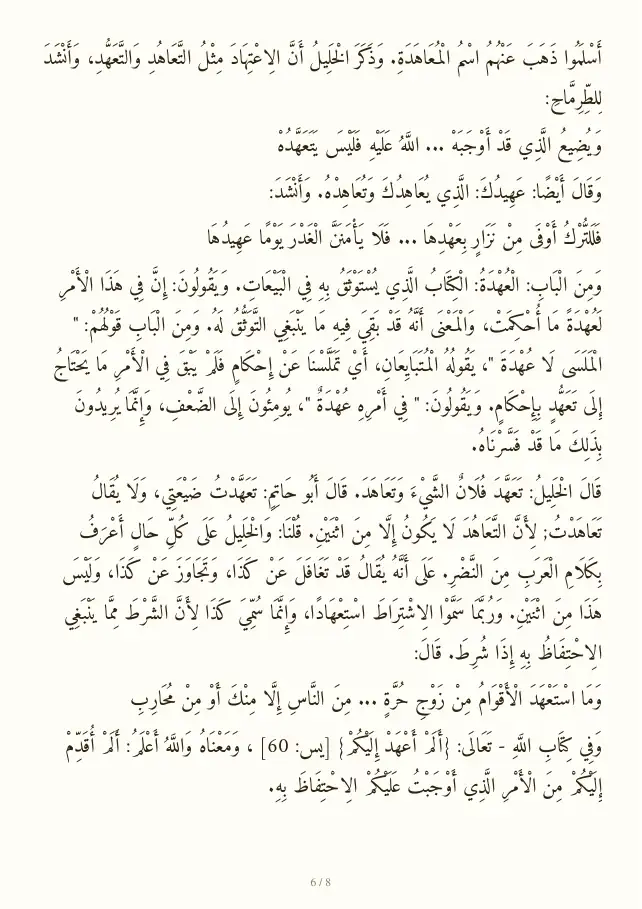 أَسْلَمُوا ذَهَبَ عَنْهُمُ اسْمُ الْمُعَاهَدَةِ. وَذَكَرَ الْخَلِيلُ أَنَّ الِاعْتِهَادَ مِثْلُ التَّعَاهُدِ وَالتَّعَهُّدِ، وَأَنْشَدَ
لِلطِّرِمَّاحِ:
وَيُضِيعُ الَّذِي قَدْ أَوْجَبَهْ ... اللَّهُ عَلَيْهِ فَلَيْسَ يَتَعَهَّدُهْ
وَقَالَ أَيْضًا: عَهِيدُكَ: الَّذِي يُعَاهِدُكَ وَتُعَاهِدُهُ. وَأَنْشَدَ:
فَلَلتُّرْكُ أَوْفَى مِنْ نَزَارٍ بِعَهْدِهَا ... فَلَا يَأْمَنَنَّ الْغَدْرَ يَوْمًا عَهِيدُهَا
وَمِنَ الْبَابِ: الْعُهْدَةُ: الْكِتَابُ الَّذِي يُسْتَوْثَقُ بِهِ فِي الْبَيْعَاتِ. وَيَقُولُونَ: إِنَّ فِي هَذَا الْأَمْرِ
لَعُهْدَةً مَا أُحْكَمَتْ، وَالْمَعْنَى أَنَّهُ قَدْ بَقِيَ فِيهِ مَا يَنْبَغِي التَّوَثُّقُ لَهُ. وَمِنَ الْبَابِ قَوْلُهُمْ: "
الْمَلَسَى لَا عُهْدَةَ "، يَقُولُهُ الْمُتَبَايِعَانِ، أَيْ تَمَلَّسْنَا عَنْ إِحْكَامٍ فَلَمْ يَبْقَ فِي الْأَمْرِ مَا يَحْتَاجُ
إِلَى تَعَهُّدٍ بِإِحْكَامٍ. وَيَقُولُونَ: " فِي أَمْرِهِ عُهْدَةٌ "، يُومِئُونَ إِلَى الضَّعْفِ، وَإِنَّمَا يُرِيدُونَ
بِذَلِكَ مَا قَدْ فَسَّرْنَاهُ.
قَالَ الْخَلِيلُ: تَعَهَّدَ فُلَانٌ الشَّيْءَ وَتَعَاهَدَ. قَالَ أَبُو حَاتِمٍ: تَعَهَّدْتُ ضَيْعَتِي، وَلَا يُقَالُ
تَعَاهَدْتُ; لِأَنَّ التَّعَاهُدَ لَا يَكُونُ إِلَّا مِنَ اثْنَيْنِ. قُلْنَا: وَالْخَلِيلُ عَلَى كُلِّ حَالٍ أَعْرَفُ
بِكَلَامِ الْعَرَبِ مِنَ النَّضْرِ. عَلَى أَنَّهُ يُقَالُ قَدْ تَغَافَلَ عَنْ كَذَا، وَتَجَاوَزَ عَنْ كَذَا، وَلَيْسَ
هَذَا مِنَ اثْنَيْنِ. وَرُبَّمَا سَمَّوْا الِاشْتِرَاطَ اسْتِعْهَادًا، وَإِنَّمَا سُمِّيَ كَذَا لِأَنَّ الشَّرْطَ مِمَّا يَنْبَغِي
الِاحْتِفَاظُ بِهِ إِذَا شُرِطَ. قَالَ:
وَمَا اسْتَعْهَدَ الْأَقْوَامُ مِنْ زَوْجِ حُرَّةٍ ... مِنَ النَّاسِ إِلَّا مِنْكَ أَوْ مِنْ مُحَارِبِ
وَفِي كِتَابِ اللَّهِ - تَعَالَى: {أَلَمْ أَعْهَدْ إِلَيْكُمْ} [يس: 60] ، وَمَعْنَاهُ وَاللَّهُ أَعْلَمُ: أَلَمْ أُقَدِّمْ
إِلَيْكُمْ مِنَ الْأَمْرِ الَّذِي أَوْجَبْتُ عَلَيْكُمْ الِاحْتِفَاظَ بِهِ.
6 / 8